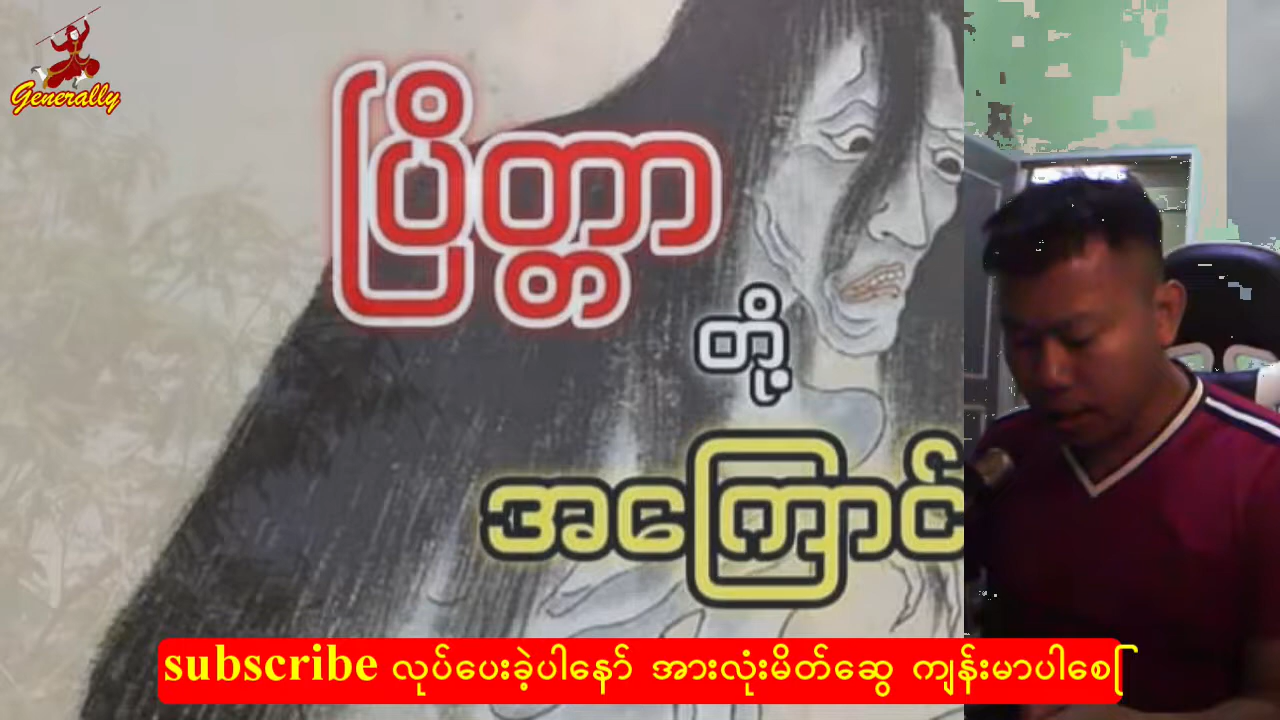 Generally
ပြိတ္တာ
တို့
အကြောင်
subscribe လုပ်ပေးခဲ့ပါနော် အားလုံးမိတ်ဆွေ ကျန်းမာပါစေ